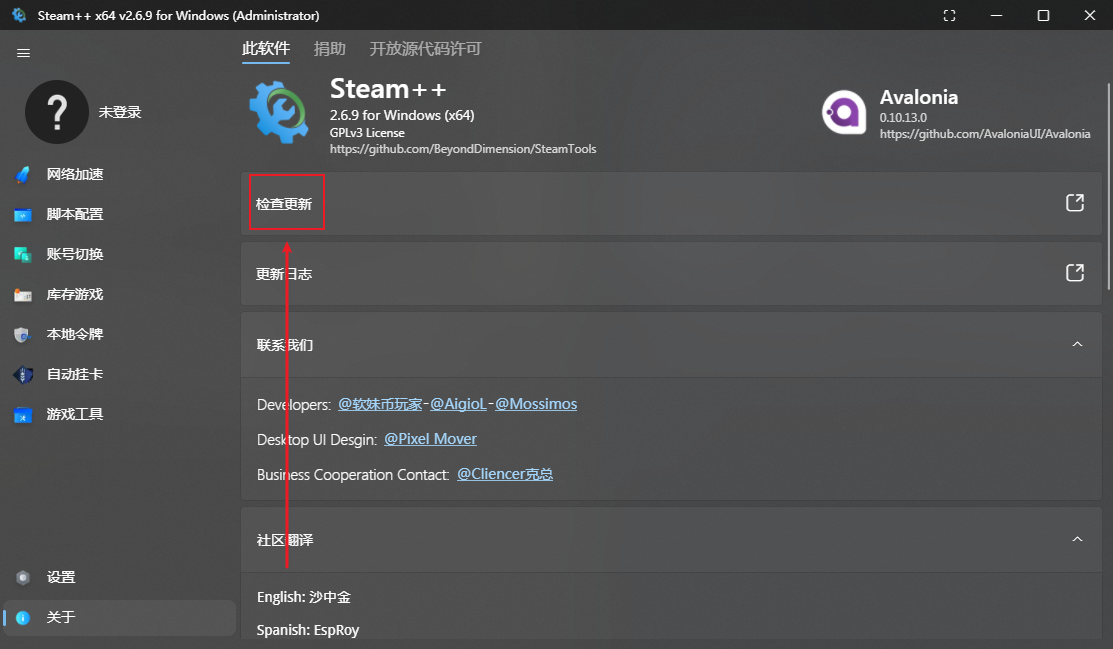 Steam++ x64 v2.6.9 for Windows (Administrator)
此软件 捐助 开放源代码许可
未登录
网络加速
脚本配置
账号切换
库存游戏
本地令牌
自动挂卡
游戏工具
设置
关于
Steam++
2.6.9 for Windows (x64)
GPLv3 License
https://github.com/BeyondDimension/SteamTools
Avalonia
0.10.13.0
https://github.com/AvaloniaUI/Avalonia
检查更新
更新日志
联系我们
Developers: @软妹币玩家-@AigioL-@Mossimos
Desktop UI Desgin: @Pixel Mover
Business Cooperation Contact: @Cliencer克总
社区翻译
English: 沙中金
Spanish: EspRoy